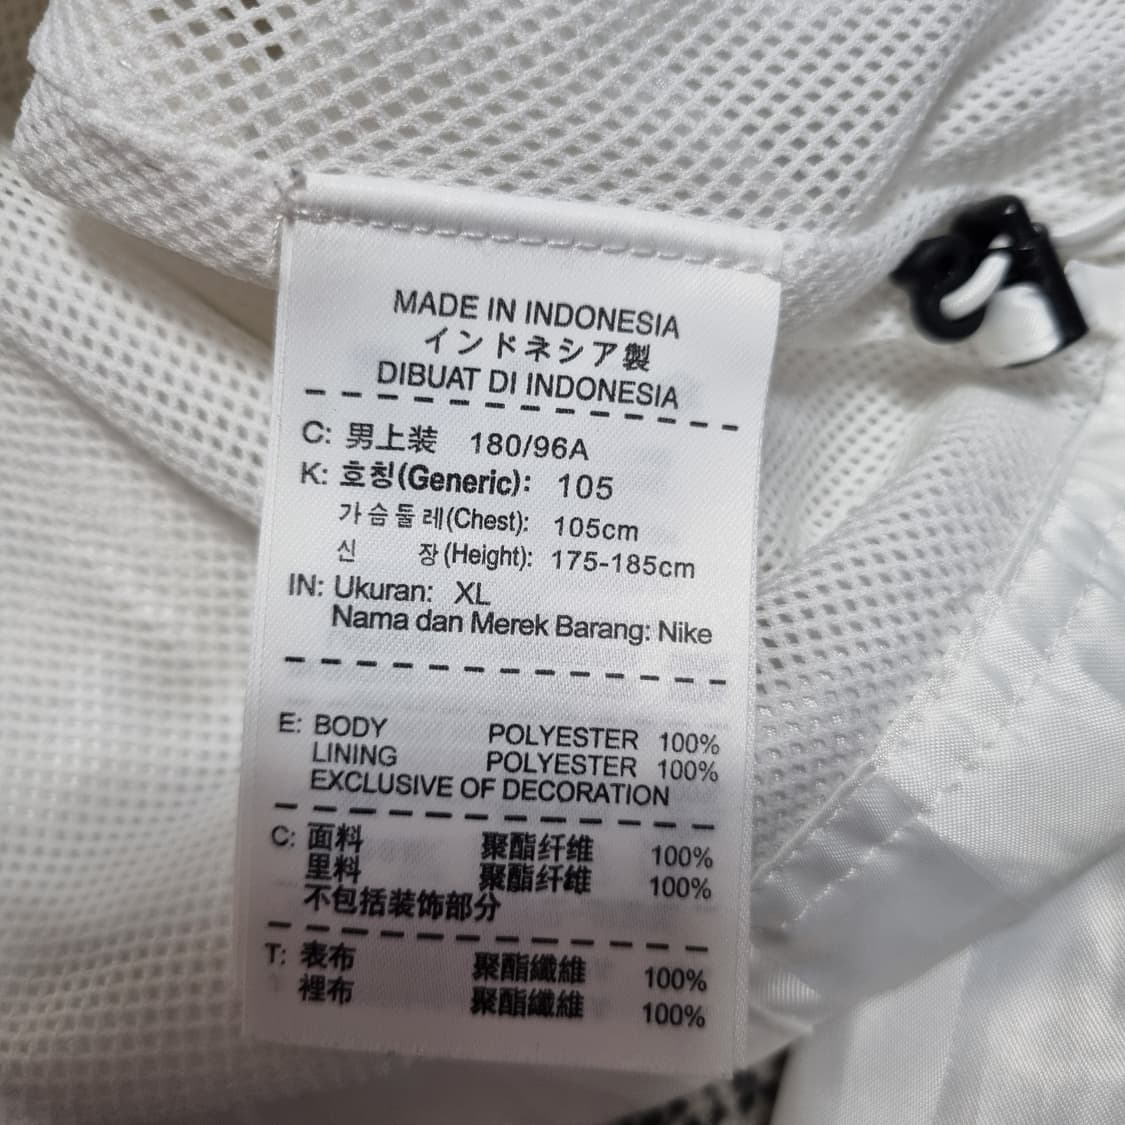 MADE IN INDONESIA
インドネシア製
DIBUAT DI INDONESIA
C: 男上装 180/96A
K: 호칭(Generic): 105
가슴둘레(Chest): 105cm
신 장(Height): 175-185cm
IN: Ukuran: XL
Nama dan Merek Barang: Nike
E: BODY POLYESTER 100%
LINING POLYESTER 100%
EXCLUSIVE OF DECORATION
C: 面料 聚酯纤维 100%
里料 聚酯纤维 100%
不包括装饰部分
T: 表布 聚酯纖維 100%
裡布 聚酯纖維 100%